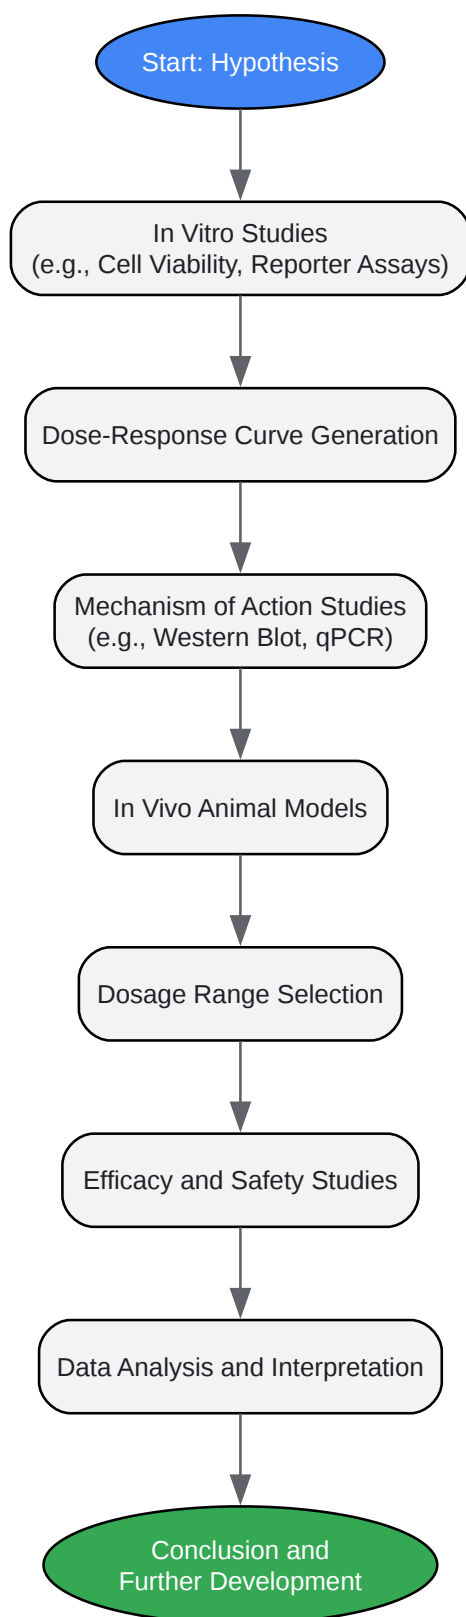 Start: Hypothesis
In Vitro Studies
(e.g., Cell Viability, Reporter Assays)
Dose-Response Curve Generation
Mechanism of Action Studies
(e.g., Western Blot, qPCR)
In Vivo Animal Models
Dosage Range Selection
Efficacy and Safety Studies
Data Analysis and Interpretation
Conclusion and
Further Development